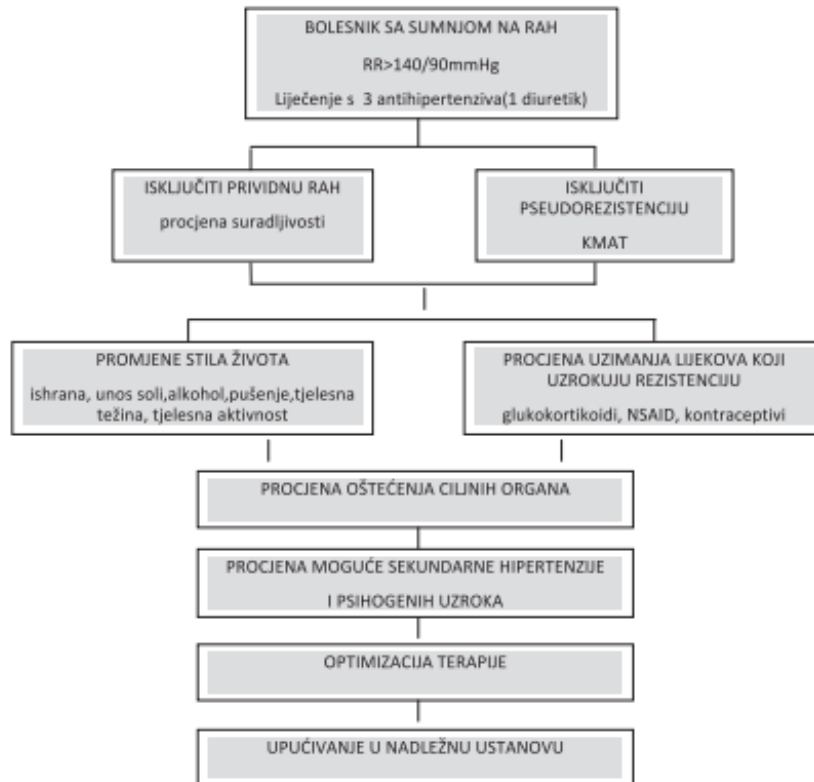 BOLESNIK SA SUMNJOM NA RAH
RR>140/90mmHg
Liječenje s 3 antihipertenziva(1 diuretik)
ISKLJUČITI PRIVIDNU RAH
procjena suradljivosti
ISKLJUČITI
PSEUDOREZISTENCIJU
KMAT
PROMJENE STILA ŽIVOTA
ishrana, unos soli,alkohol,pušenje,tjelesna
težina, tjelesna aktivnost
PROCJENA UZIMANJA LIJEKOVA KOJI
UZROKUJU REZISTENCIJU
glukokortikoidi, NSAID, kontraceptivi
PROCJENA OŠTEĆENJA CILJNIH ORGANA
PROCJENA MOGUĆE SEKUNDARNE HIPERTENZIJE
I PSIHOGENIH UZROKA
OPTIMIZACIJA TERAPIJE
UPUĆIVANJE U NADLEŽNU USTANOVU